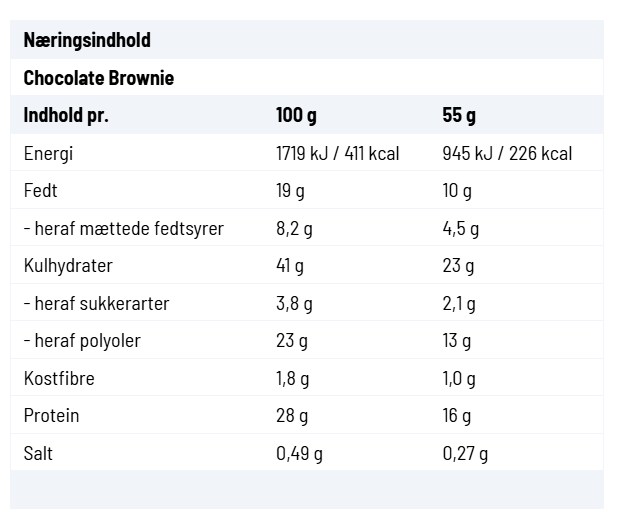 Næringsindhold
Chocolate Brownie
Indhold pr. 100 g 55 g
Energi 1719 kJ / 411 kcal 945 kJ / 226 kcal
Fedt 19 g 10 g
- heraf mættede fedtsyrer 8,2 g 4,5 g
Kulhydrater 41 g 23 g
- heraf sukkerarter 3,8 g 2,1 g
- heraf polyoler 23 g 13 g
Kostfibre 1,8 g 1,0 g
Protein 28 g 16 g
Salt 0,49 g 0,27 g